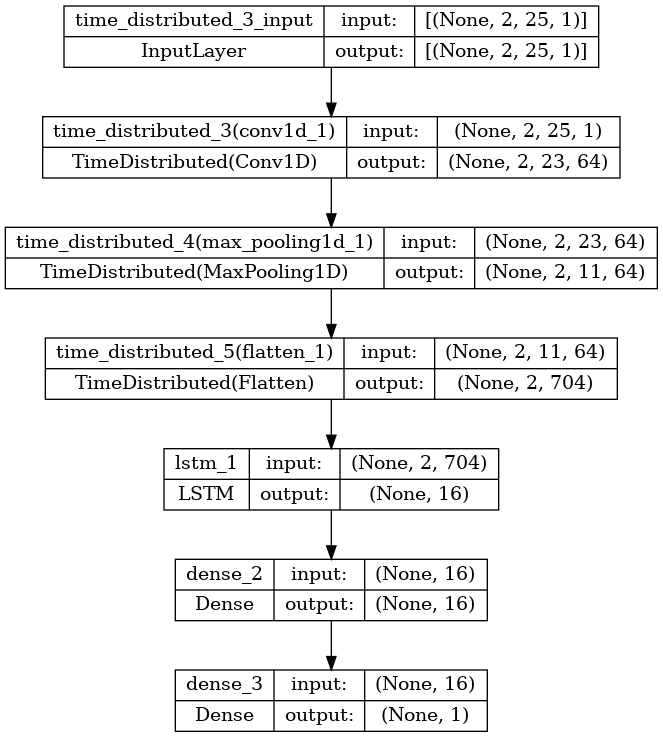 time_distributed_3_input input: [(None, 2, 25, 1)]
InputLayer output: [(None, 2, 25, 1)]
time_distributed_3(conv1d_1) input: (None, 2, 25, 1)
TimeDistributed(Conv1D) output: (None, 2, 23, 64)
time_distributed_4(max_pooling1d_1) input: (None, 2, 23, 64)
TimeDistributed(MaxPooling1D) output: (None, 2, 11, 64)
time_distributed_5(flatten_1) input: (None, 2, 11, 64)
TimeDistributed(Flatten) output: (None, 2, 704)
lstm_1 input: (None, 2, 704)
LSTM output: (None, 16)
dense_2 input: (None, 16)
Dense output: (None, 16)
dense_3 input: (None, 16)
Dense output: (None, 1)